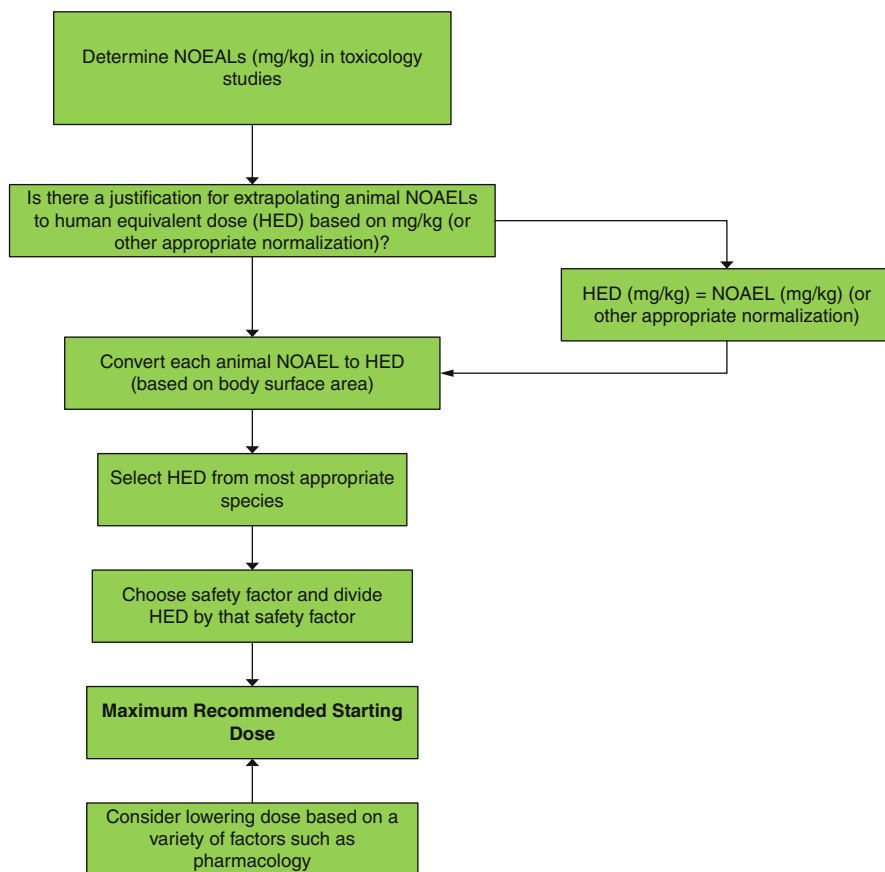 Determine NOEALs (mg/kg) in toxicology
studies
Is there a justification for extrapolating animal NOAELs
to human equivalent dose (HED) based on mg/kg (or
other appropriate normalization)?
HED (mg/kg) = NOAEL (mg/kg) (or
other appropriate normalization)
Convert each animal NOAEL to HED
(based on body surface area)
Select HED from most appropriate
species
Choose safety factor and divide
HED by that safety factor
Maximum Recommended Starting
Dose
Consider lowering dose based on a
variety of factors such as
pharmacology